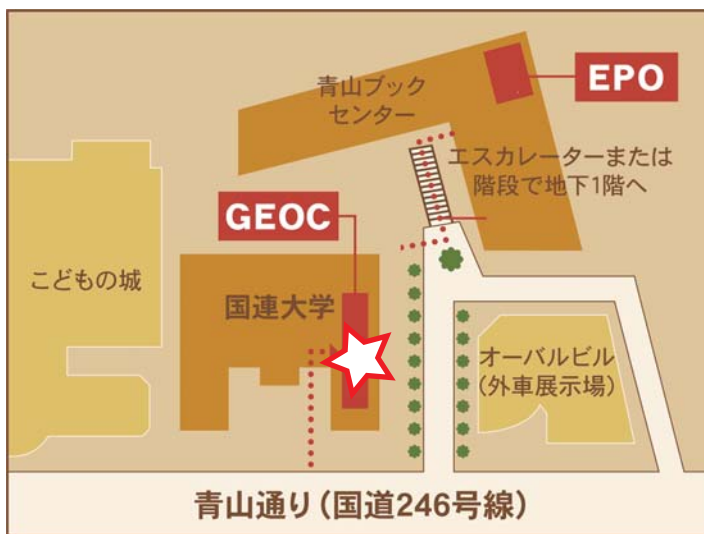 青山ブック
センター
EPO
エスカレーターまたは
階段で地下1階へ
GEOC
こどもの城
国連大学
オーバルビル
(外車展示場)
青山通り(国道246号線)